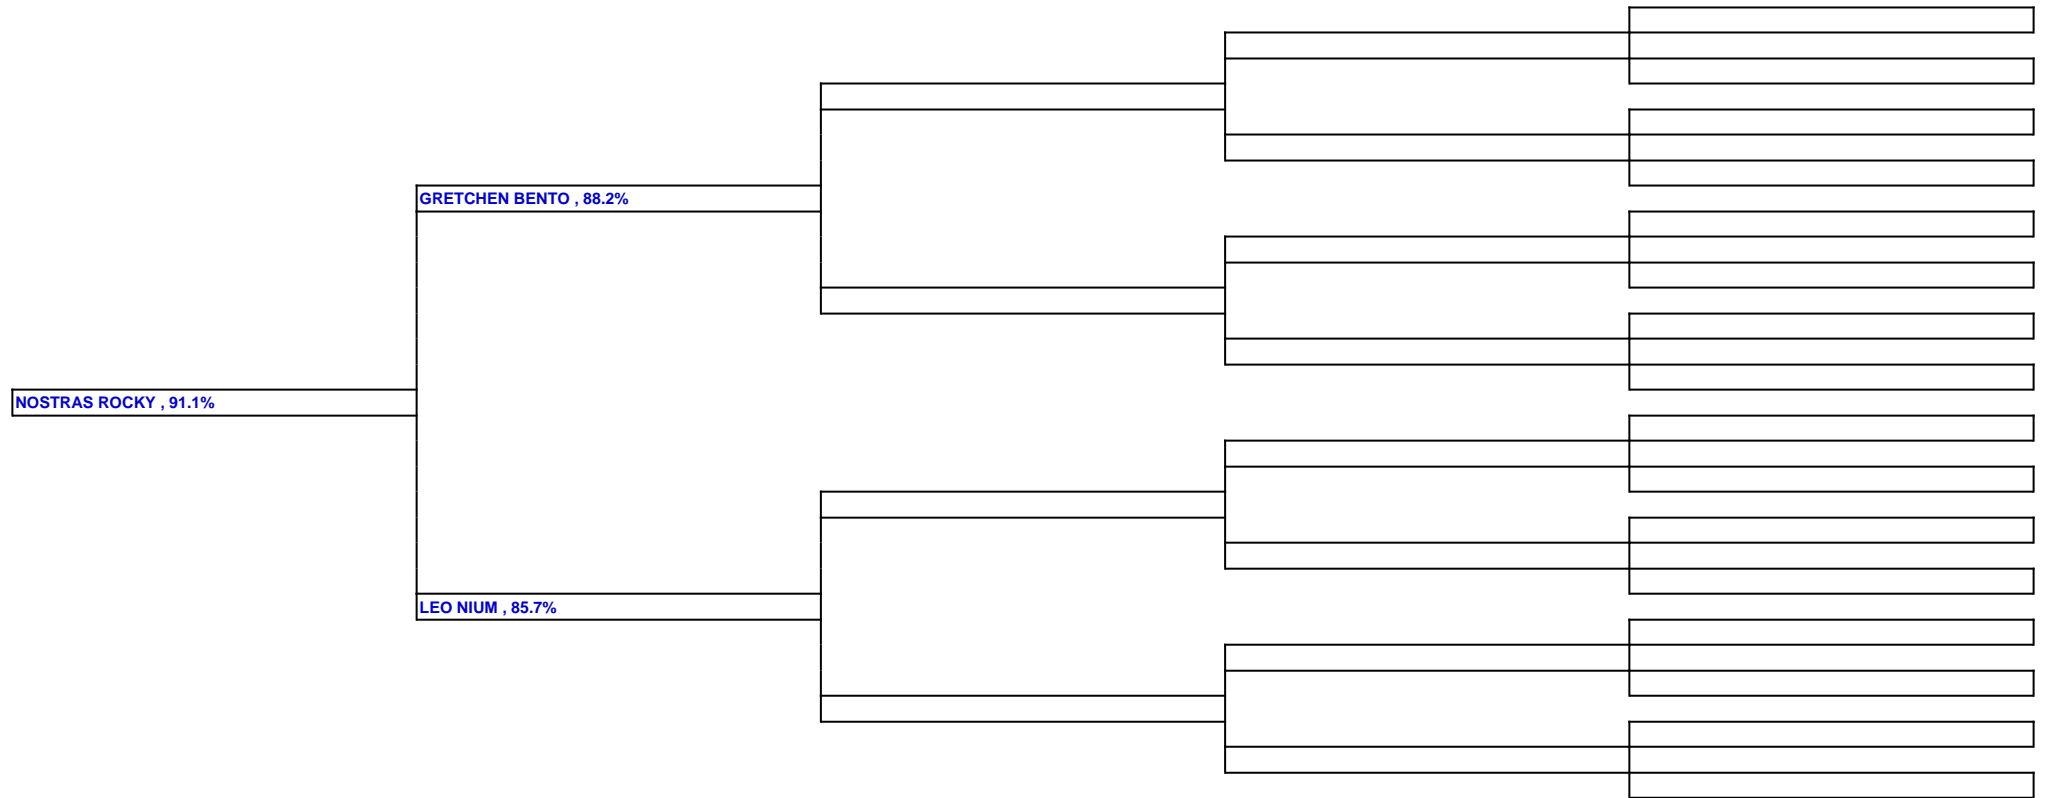 GRETCHEN BENTO , 88.2%
NOSTRAS ROCKY , 91.1%
LEO NIUM , 85.7%